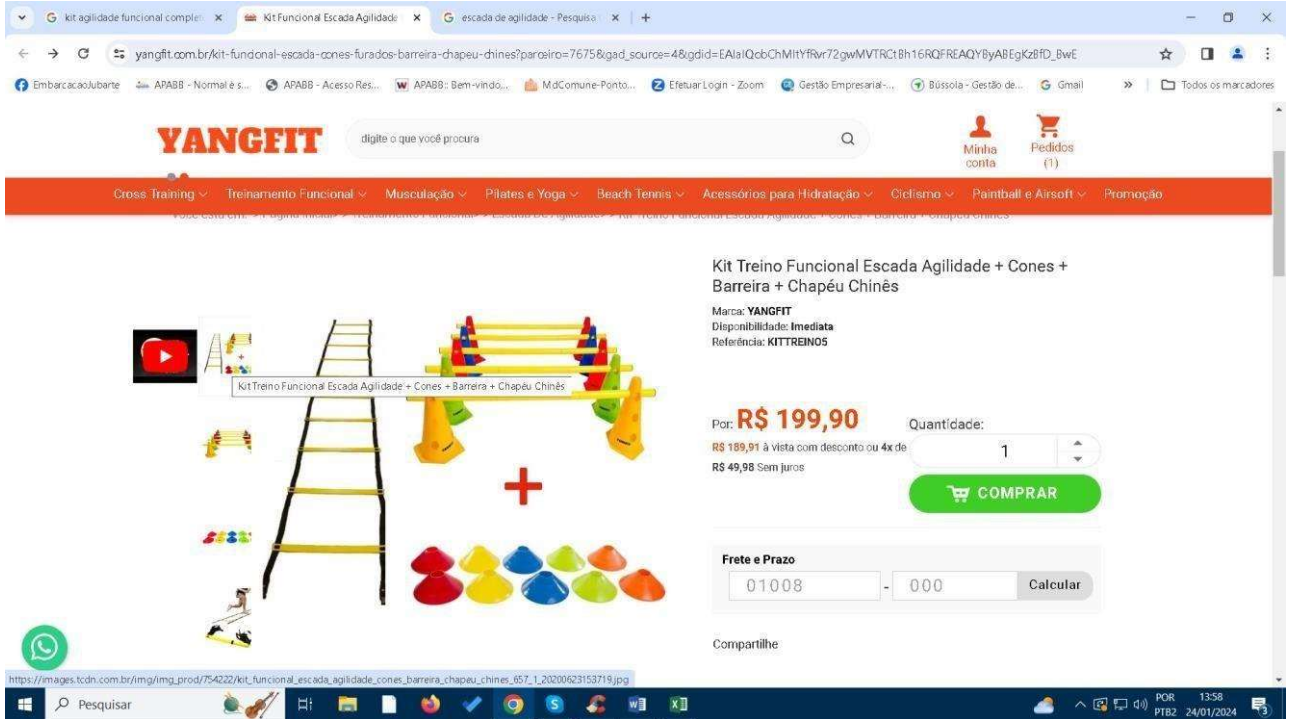 kit agilidade funcional comple
Kit Funcional Escada Agilidade
escada de agilidade - Pesquisa
yangfit.com.br/kit-funcional-escada-cones-furados-barreira-chapeu-chines?parceiro=7675&gad_source=4&gdid=
EmbarcacaoJubarte
APABB - Normal é s...
APABB - Acesso Res...
APABB:: Bem-vindo...
MdComune-Ponto...
Efetuar Login - Zoom
Gestão Empresarial-...
Bússola - Gestão de...
Gmail
Todos os marcadores
YANGFIT
digite o que você procura
Minha conta
Pedidos (1)
Cross Training
Treinamento Funcional
Musculação
Pilates e Yoga
Beach Tennis
Acessórios para Hidratação
Ciclismo
Paintball e Airsoft
Promoção
Kit Treino Funcional Escada Agilidade + Cones +
Barreira + Chapéu Chinês
Marca: YANGFIT
Disponibilidade: Imediata
Referência: KITTREINO5
Kit Treino Funcional Escada Agilidade + Cones + Barreira + Chapéu Chinês
Por: R$ 199,90
R$ 189,91 à vista com desconto ou 4x de
R$ 49,98 Sem juros
Quantidade:
1
COMPRAR
Frete e Prazo
01008 - 000 Calcular
Compartilhe
https://images.tcdn.com.br/img/img_prod/754222/kit_funcional_escada_agilidade_cones_barreira_chapeu_chines_657_1_20200623153719.jpg
Pesquisar
POR
PTB2
13:58
24/01/2024